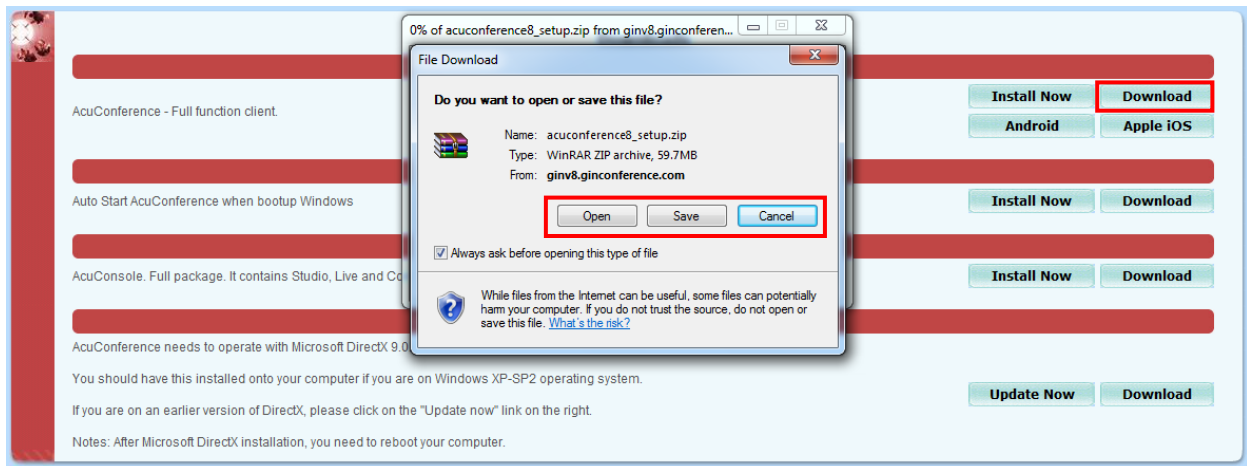 0% of acuconference8_setup.zip from ginv8.ginconferen...
File Download
Do you want to open or save this file?
Name: acuconference8_setup.zip
Type: WinRAR ZIP archive, 59.7MB
From: ginv8.ginconference.com
Open Save Cancel
Always ask before opening this type of file
While files from the Internet can be useful, some files can potentially
harm your computer. If you do not trust the source, do not open or
save this file. What's the risk?
AcuConference - Full function client.
Install Now Download
Android Apple iOS
Auto Start AcuConference when bootup Windows
Install Now Download
AcuConsole. Full package. It contains Studio, Live and Co
Install Now Download
AcuConference needs to operate with Microsoft DirectX 9.0
You should have this installed onto your computer if you are on Windows XP-SP2 operating system.
If you are on an earlier version of DirectX, please click on the "Update now" link on the right.
Update Now Download
Notes: After Microsoft DirectX installation, you need to reboot your computer.